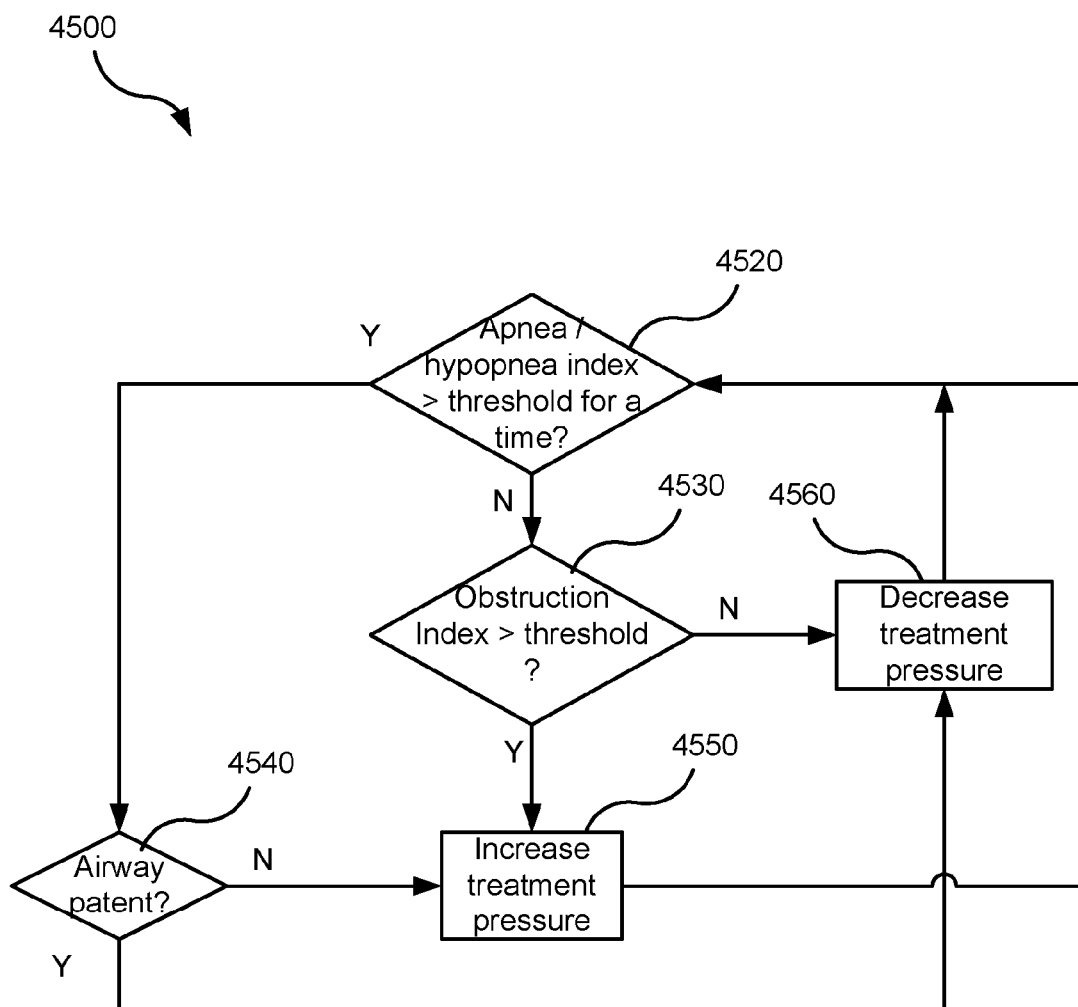 4500
4520
Y
Apnea /
hypopnea index
> threshold for a
time?
N
4530
4560
Obstruction
Index > threshold
?
N
Decrease
treatment
pressure
Y
4550
4540
Airway
patent?
N
Increase
treatment
pressure
Y